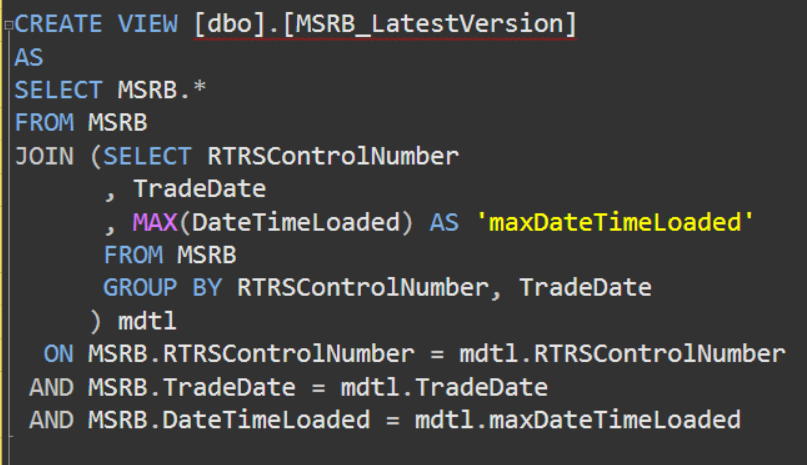 CREATE VIEW [dbo].[MSRB_LatestVersion]
AS
SELECT MSRB.*
FROM MSRB
JOIN (SELECT RTRSControlNumber
, TradeDate
, MAX(DateTimeLoaded) AS 'maxDateTimeLoaded'
FROM MSRB
GROUP BY RTRSControlNumber, TradeDate
) mdtl
ON MSRB.RTRSControlNumber = mdtl.RTRSControlNumber
AND MSRB.TradeDate = mdtl.TradeDate
AND MSRB.DateTimeLoaded = mdtl.maxDateTimeLoaded